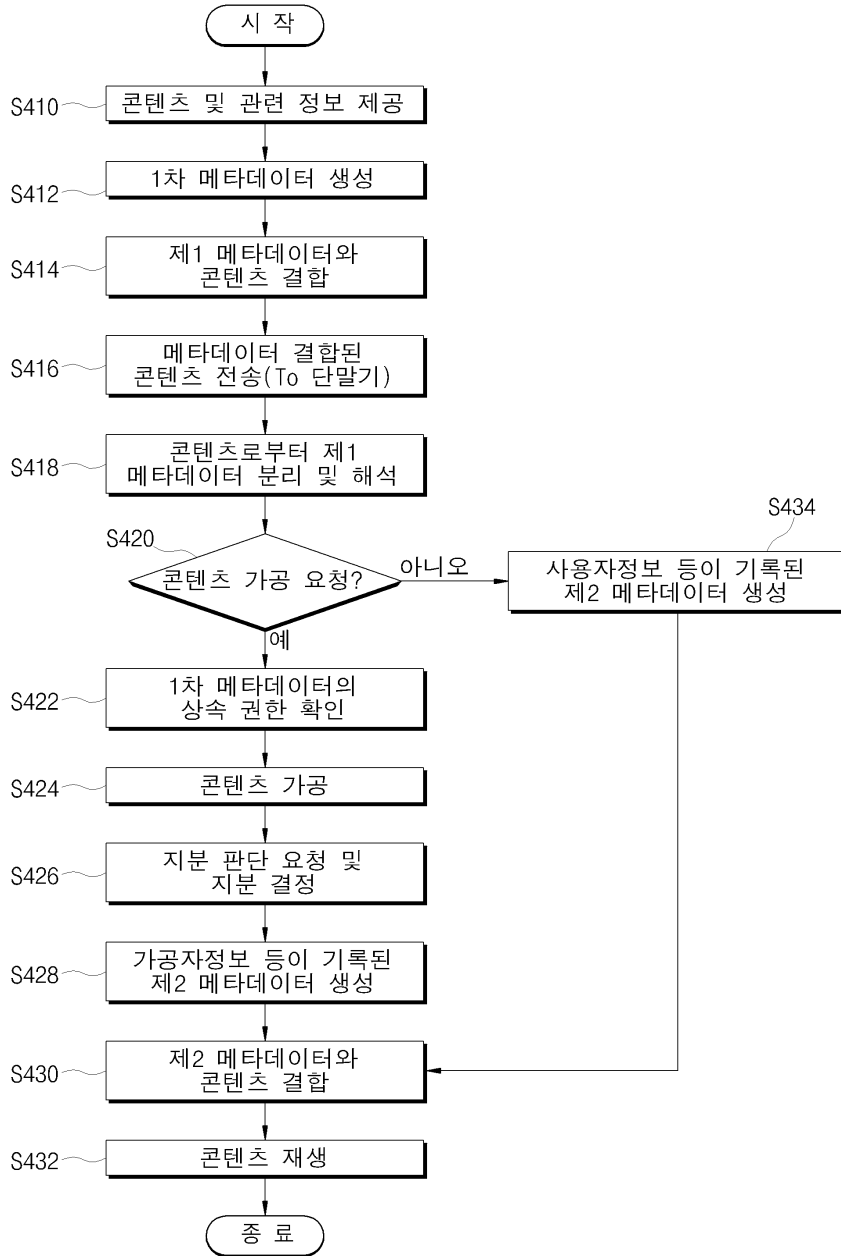 시 작
S410
콘텐츠 및 관련 정보 제공
S412
1차 메타데이터 생성
S414
제1 메타데이터와
콘텐츠 결합
S416
메타데이터 결합된
콘텐츠 전송(To 단말기)
S418
콘텐츠로부터 제1
메타데이터 분리 및 해석
S420
콘텐츠 가공 요청?
아니오
예
S434
사용자정보 등이 기록된
제2 메타데이터 생성
S422
1차 메타데이터의
상속 권한 확인
S424
콘텐츠 가공
S426
지분 판단 요청 및
지분 결정
S428
가공자정보 등이 기록된
제2 메타데이터 생성
S430
제2 메타데이터와
콘텐츠 결합
S432
콘텐츠 재생
종 료